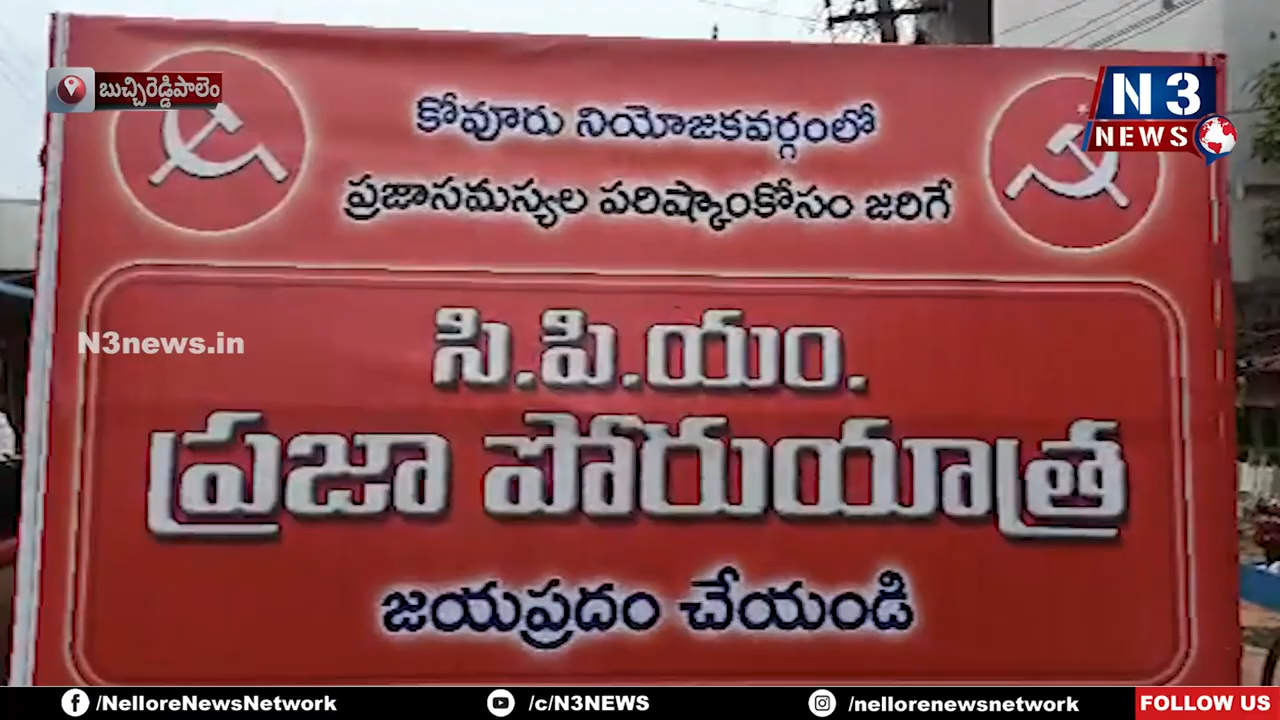 బుచ్చిరెడ్డిపాలెం
N3
NEWS
కోవూరు నియోజకవర్గంలో
ప్రజాసమస్యల పరిష్కాంకోసం జరిగే
N3news.in
సి.పి.యం.
ప్రజా పోరుయాత్ర
జయప్రదం చేయండి
/NelloreNewsNetwork
/c/N3NEWS
/nellorenewsnetwork
FOLLOW US